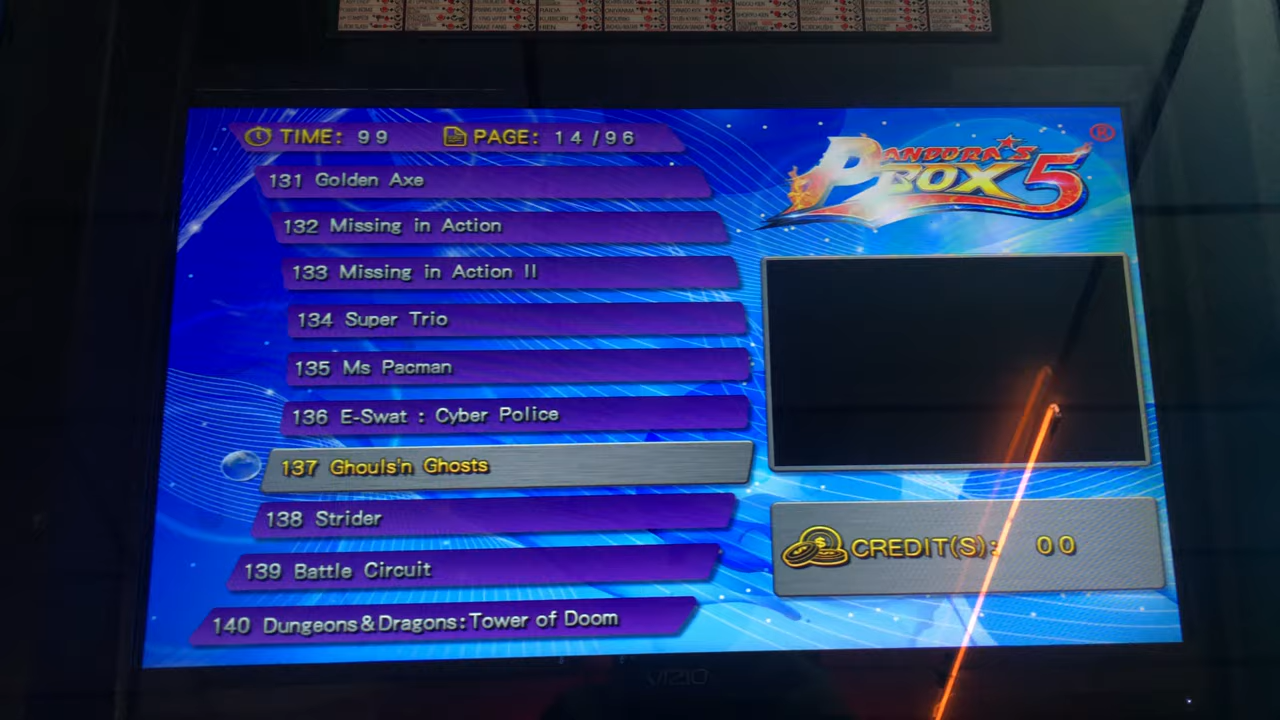 TIME: 99 PAGE: 14/96
PANDORA'S BOX 5 ®
131 Golden Axe
132 Missing in Action
133 Missing in Action II
134 Super Trio
135 Ms Pacman
136 E-Swat : Cyber Police
137 Ghouls'n Ghosts
138 Strider
139 Battle Circuit
140 Dungeons&Dragons:Tower of Doom
CREDIT(S): 00
VIZIO